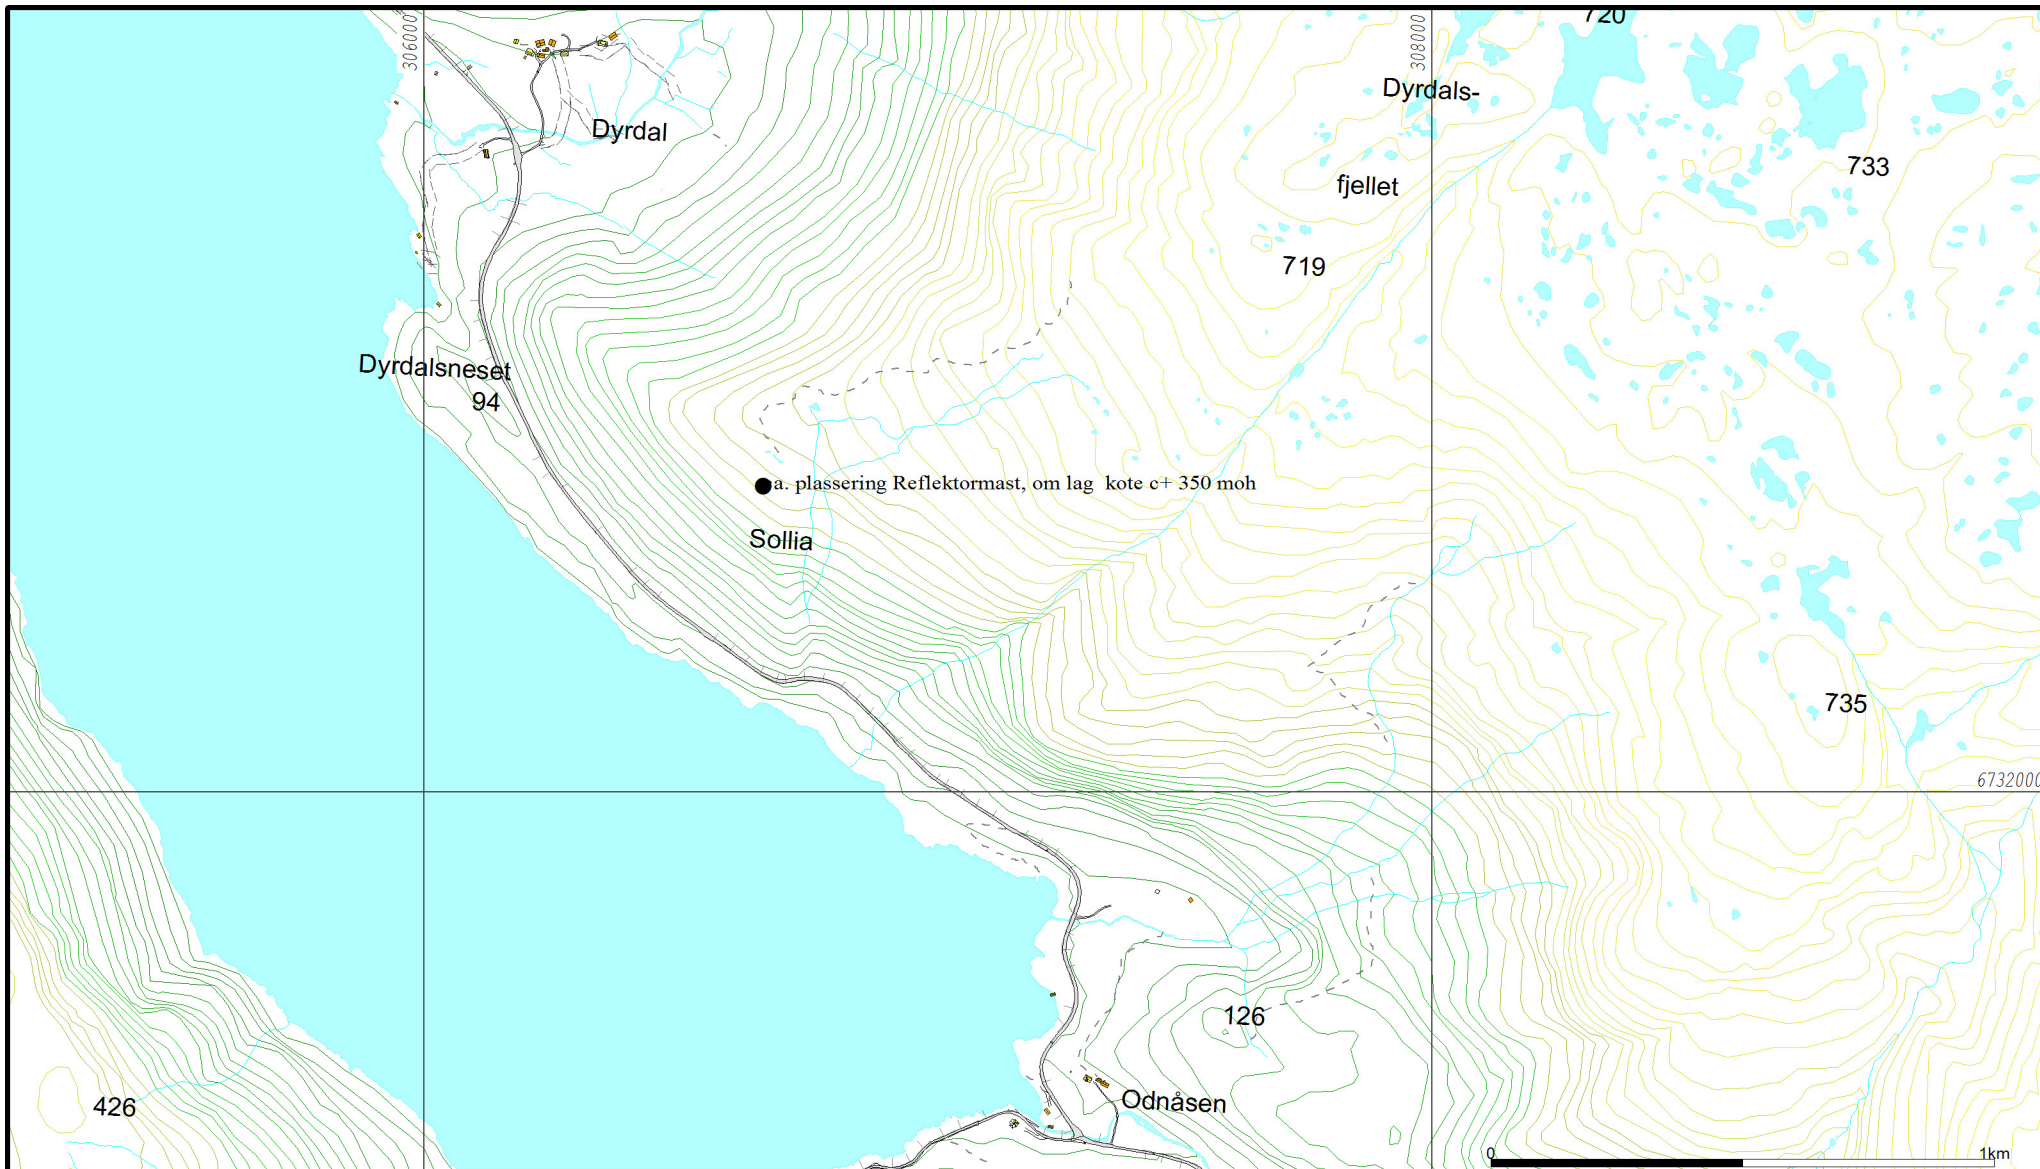 720
306000
308000
Dyrdals-
Dyrdal
733
fjellet
719
Dyrdalsneset
94
a. plassering Reflektormast, om lag kote c+ 350 moh
Sollia
735
6732000
126
Odnåsen
426
0 1km